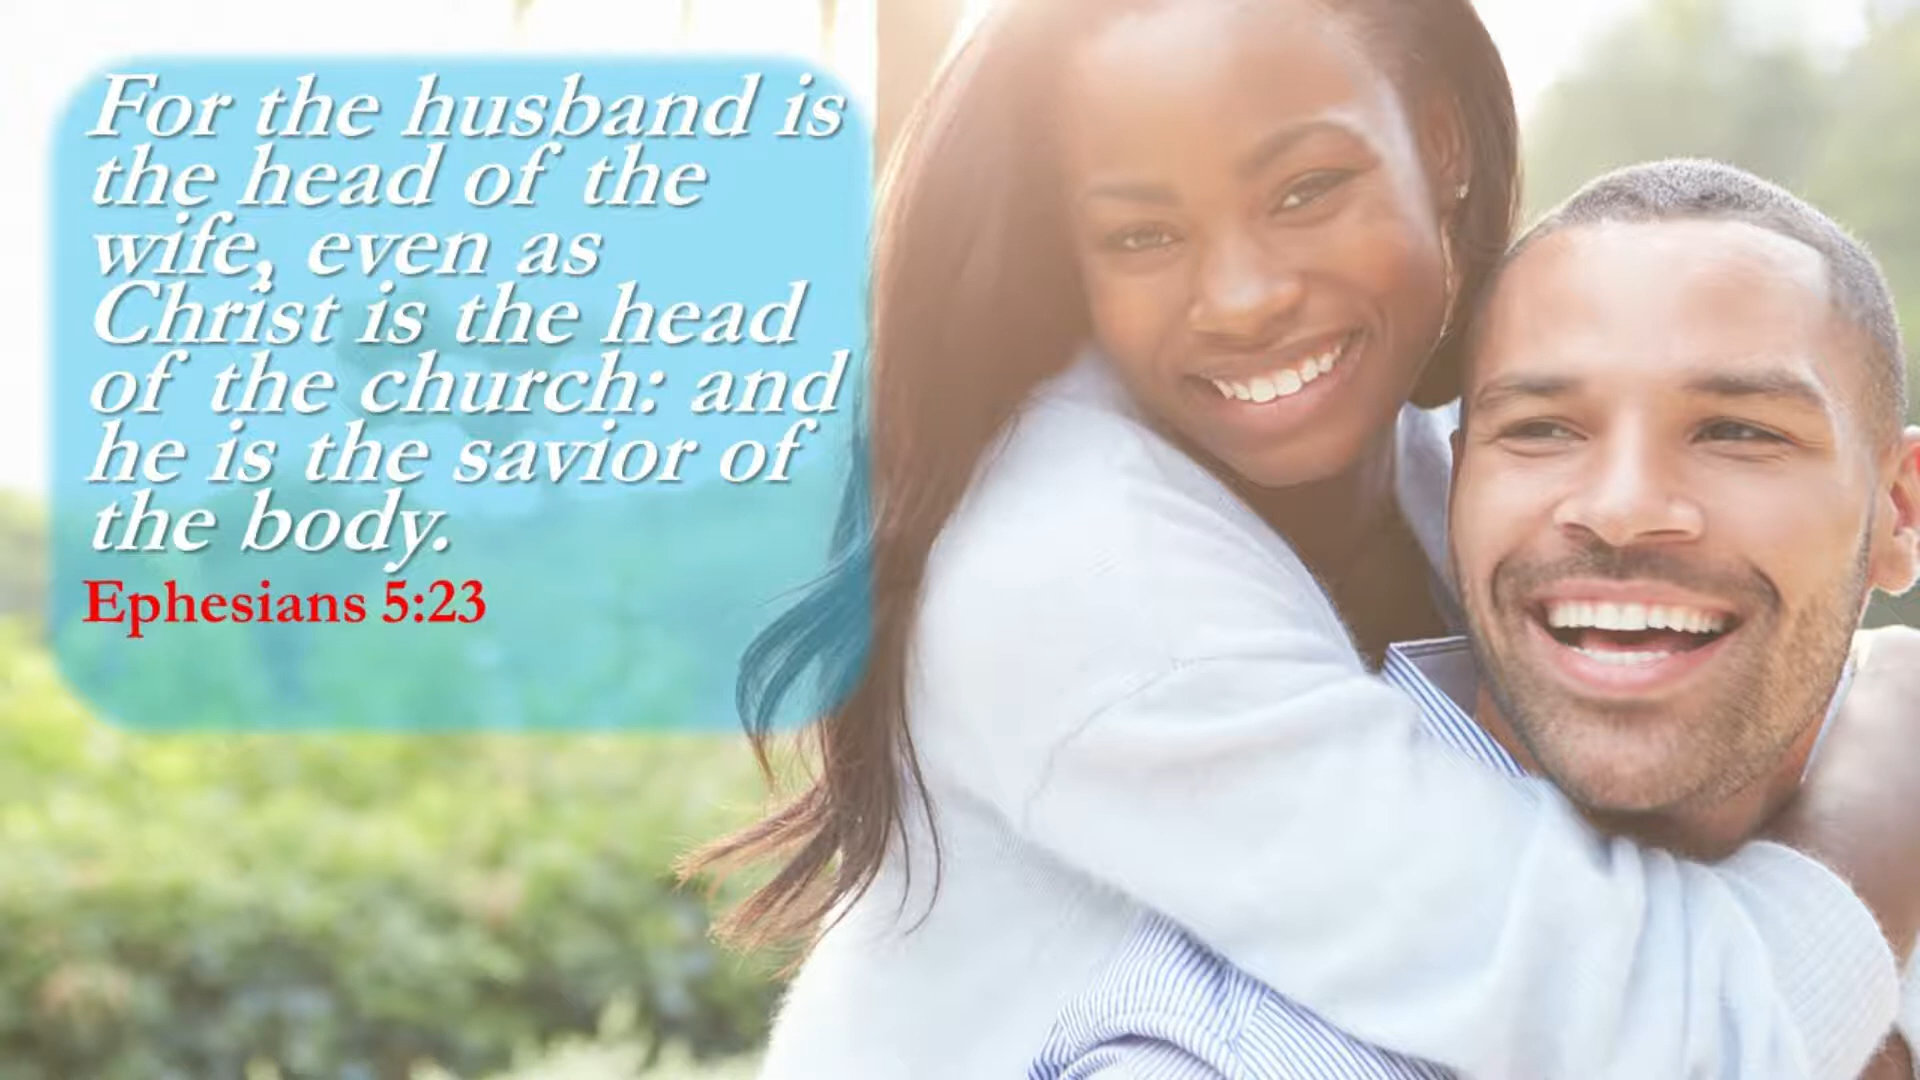 For the husband is
the head of the
wife, even as
Christ is the head
of the church: and
he is the savior of
the body.
Ephesians 5:23